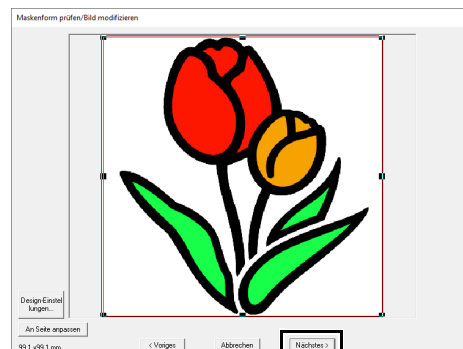 Maskenform prüfen/Bild modifizieren
Design-Einstel
lungen...
An Seite anpassen
< Voriges
Abbrechen
Nächstes >
99.1 x99.1 mm